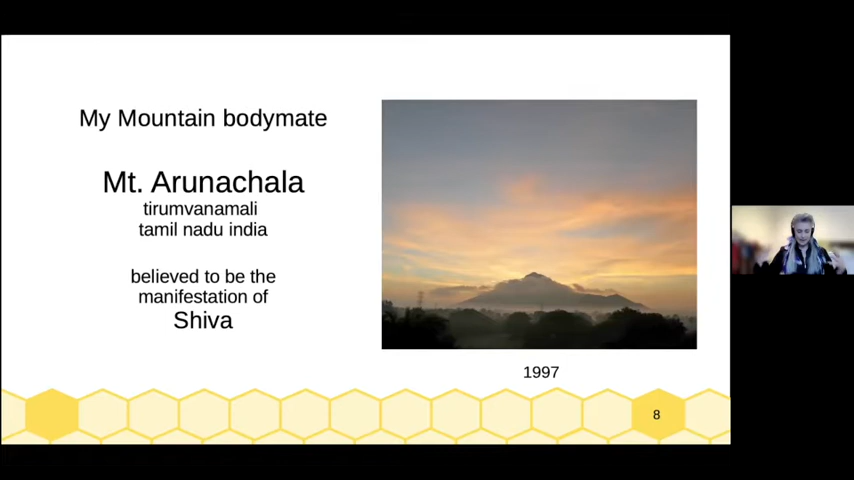 My Mountain bodymate
Mt. Arunachala
tirumvanamali
tamil nadu india
believed to be the
manifestation of
Shiva
1997
8